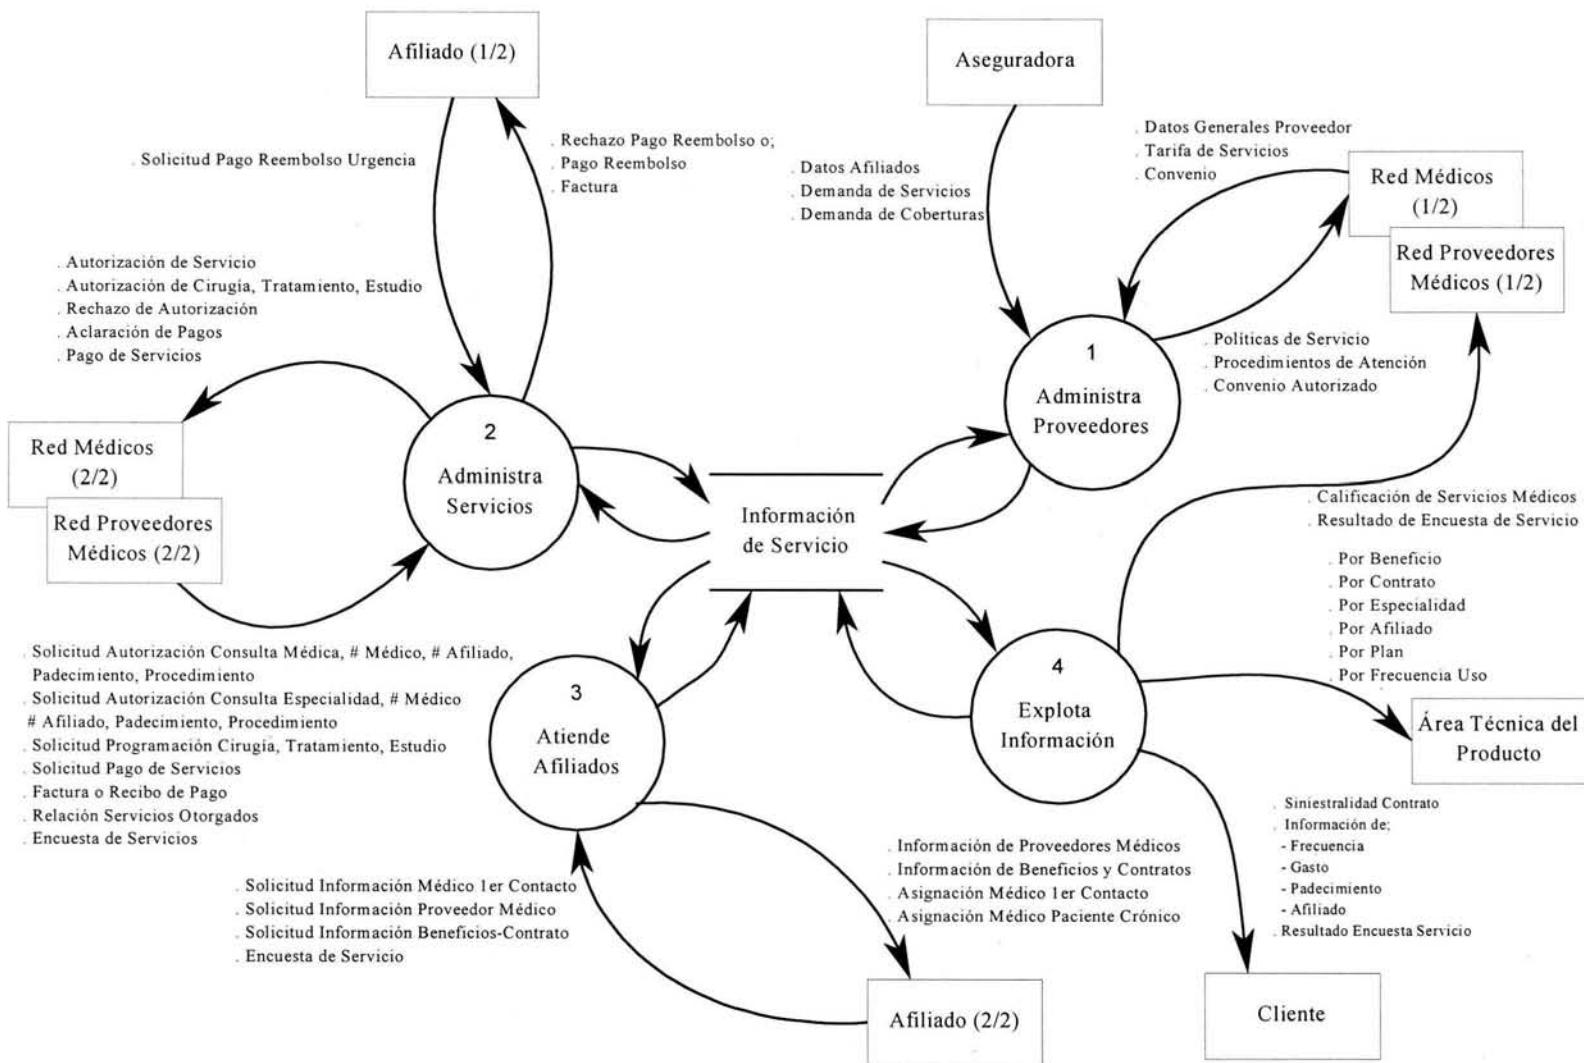 Afiliado (1/2)
Aseguradora
. Solicitud Pago Reembolso Urgencia
. Rechazo Pago Reembolso o;
. Pago Reembolso
. Factura
. Datos Afiliados
. Demanda de Servicios
. Demanda de Coberturas
. Datos Generales Proveedor
. Tarifa de Servicios
. Convenio
Red Médicos
(1/2)
Red Proveedores
Médicos (1/2)
. Autorización de Servicio
. Autorización de Cirugía, Tratamiento, Estudio
. Rechazo de Autorización
. Aclaración de Pagos
. Pago de Servicios
1
Administra
Proveedores
. Políticas de Servicio
. Procedimientos de Atención
. Convenio Autorizado
Red Médicos
(2/2)
Red Proveedores
Médicos (2/2)
2
Administra
Servicios
Información
de Servicio
. Calificación de Servicios Médicos
. Resultado de Encuesta de Servicio
. Por Beneficio
. Por Contrato
. Por Especialidad
. Por Afiliado
. Por Plan
. Por Frecuencia Uso
. Solicitud Autorización Consulta Médica, # Médico, # Afiliado,
Padecimiento, Procedimiento
. Solicitud Autorización Consulta Especialidad, # Médico
# Afiliado, Padecimiento, Procedimiento
. Solicitud Programación Cirugía, Tratamiento, Estudio
. Solicitud Pago de Servicios
. Factura o Recibo de Pago
. Relación Servicios Otorgados
. Encuesta de Servicios
3
Atiende
Afiliados
4
Explota
Información
Área Técnica del
Producto
. Siniestralidad Contrato
. Información de;
- Frecuencia
- Gasto
- Padecimiento
- Afiliado
. Resultado Encuesta Servicio
. Información de Proveedores Médicos
. Información de Beneficios y Contratos
. Asignación Médico 1er Contacto
. Asignación Médico Paciente Crónico
. Solicitud Información Médico 1er Contacto
. Solicitud Información Proveedor Médico
. Solicitud Información Beneficios-Contrato
. Encuesta de Servicio
Afiliado (2/2)
Cliente